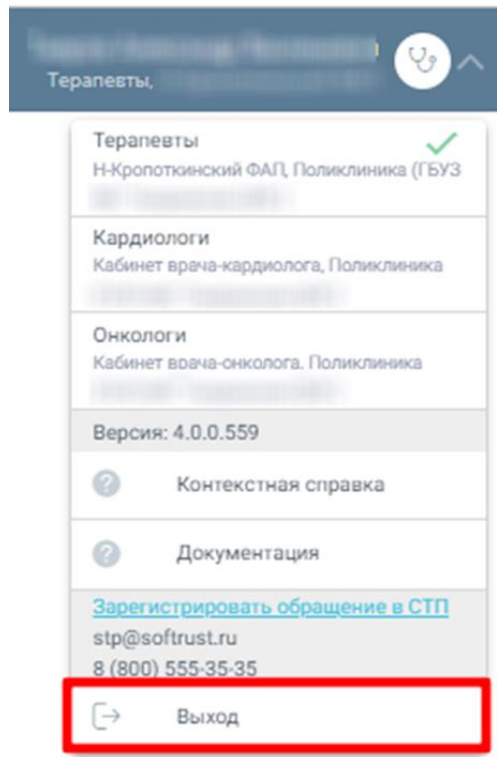 Терапевты,
Терапевты
Н-Кропоткинский ФАП, Поликлиника (ГБУЗ
Кардиологи
Кабинет врача-кардиолога, Поликлиника
Онкологи
Кабинет врача-онколога. Поликлиника
Версия: 4.0.0.559
Контекстная справка
Документация
Зарегистрировать обращение в СТП
stp@softrust.ru
8 (800) 555-35-35
Выход